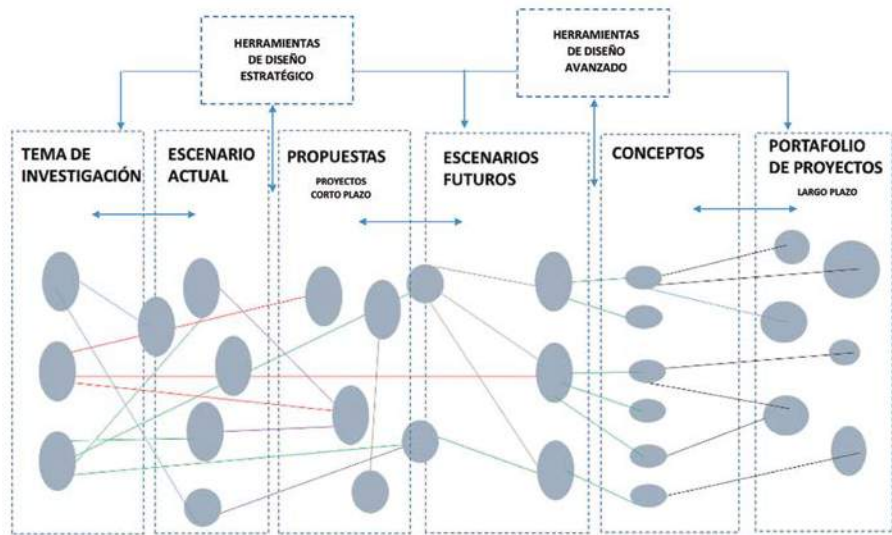 HERRAMIENTAS
DE DISEÑO
ESTRATÉGICO
HERRAMIENTAS
DE DISEÑO
AVANZADO
TEMA DE
INVESTIGACIÓN
ESCENARIO
ACTUAL
PROPUESTAS
PROYECTOS
CORTO PLAZO
ESCENARIOS
FUTUROS
CONCEPTOS
PORTAFOLIO
DE PROYECTOS
LARGO PLAZO